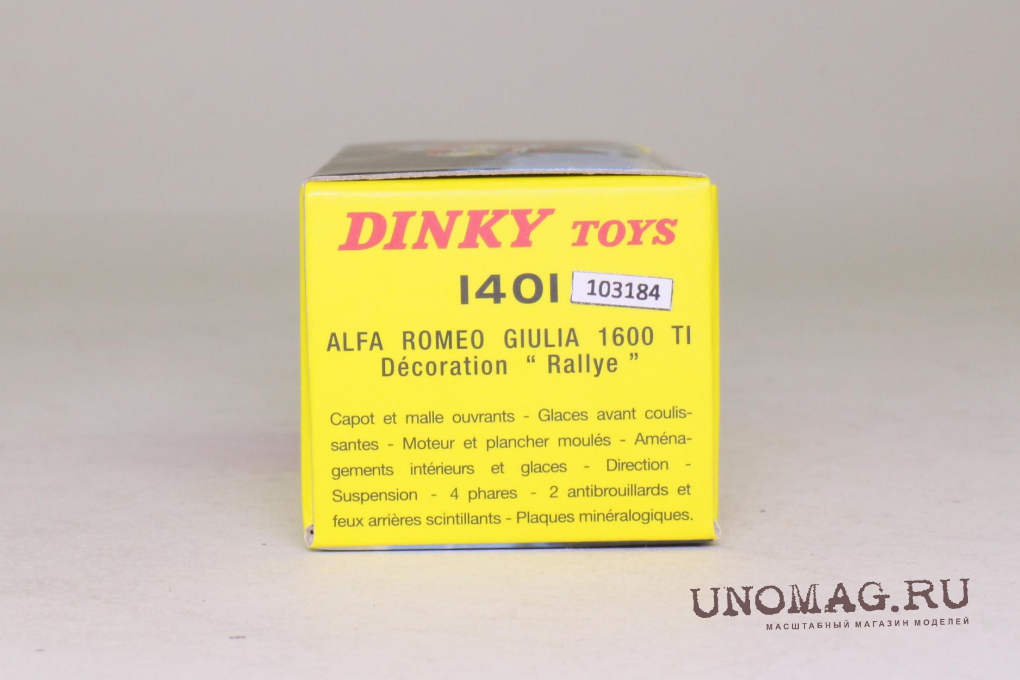 DINKY TOYS
1401 103184
ALFA ROMEO GIULIA 1600 TI
Décoration “ Rallye ”
Capot et malle ouvrants - Glaces avant coulis-
santes - Moteur et plancher moulés - Aména-
gements intérieurs et glaces - Direction -
Suspension - 4 phares - 2 antibrouillards et
feux arrières scintillants - Plaques minéralogiques.
UNOMAG.RU
МАСШТАБНЫЙ МАГАЗИН МОДЕЛЕЙ